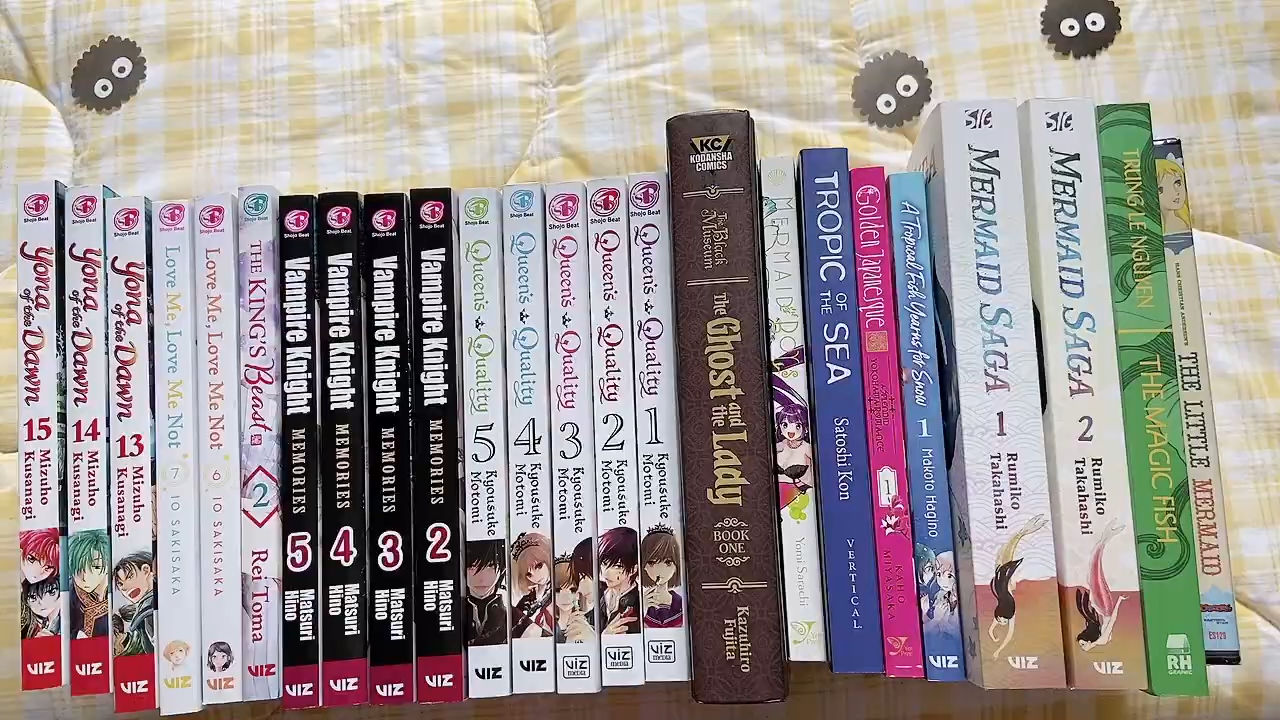 Shojo Beat
Yona of the Dawn
15
Mizuho Kusanagi
VIZ
Shojo Beat
Yona of the Dawn
14
Mizuho Kusanagi
VIZ
Shojo Beat
Yona of the Dawn
13
Mizuho Kusanagi
VIZ
Shojo Beat
Love Me, Love Me Not
7
IO SAKISAKA
VIZ
Shojo Beat
Love Me, Love Me Not
6
IO SAKISAKA
VIZ
Shojo Beat
THE KING'S Beast
2
Rei Toma
VIZ
Shojo Beat
Vampire Knight
MEMORIES
5
Matsuri Hino
VIZ
Shojo Beat
Vampire Knight
MEMORIES
4
Matsuri Hino
VIZ
Shojo Beat
Vampire Knight
MEMORIES
3
Matsuri Hino
VIZ
Shojo Beat
Vampire Knight
MEMORIES
2
Matsuri Hino
VIZ
Shojo Beat
Queen's Quality
5
Kyousuke Motomi
VIZ
Shojo Beat
Queen's Quality
4
Kyousuke Motomi
VIZ
Shojo Beat
Queen's Quality
3
Kyousuke Motomi
VIZ media
Shojo Beat
Queen's Quality
2
Kyousuke Motomi
VIZ
Shojo Beat
Queen's Quality
1
Kyousuke Motomi
VIZ media
KC
KODANSHA COMICS
The Black Museum
The Ghost and the Lady
BOOK ONE
Kazuhiro Fujita
MERMAID BOYS
Yomi Sarachi
Yen Press
TROPIC OF THE SEA
Satoshi Kon
VERTICAL
Golden Japanesque
1
KAHO MIYASAKA
Yen Press
A Tropical Fish Yearns for Snow
1
Makoto Hagino
VIZ
SIG
MERMAID SAGA
1
Rumiko Takahashi
VIZ
SIG
MERMAID SAGA
2
Rumiko Takahashi
VIZ
TRUNG LE NGUYEN
THE MAGIC FISH
RH
GRAPHIC
HANS CHRISTIAN ANDERSEN'S
THE LITTLE MERMAID
ES129